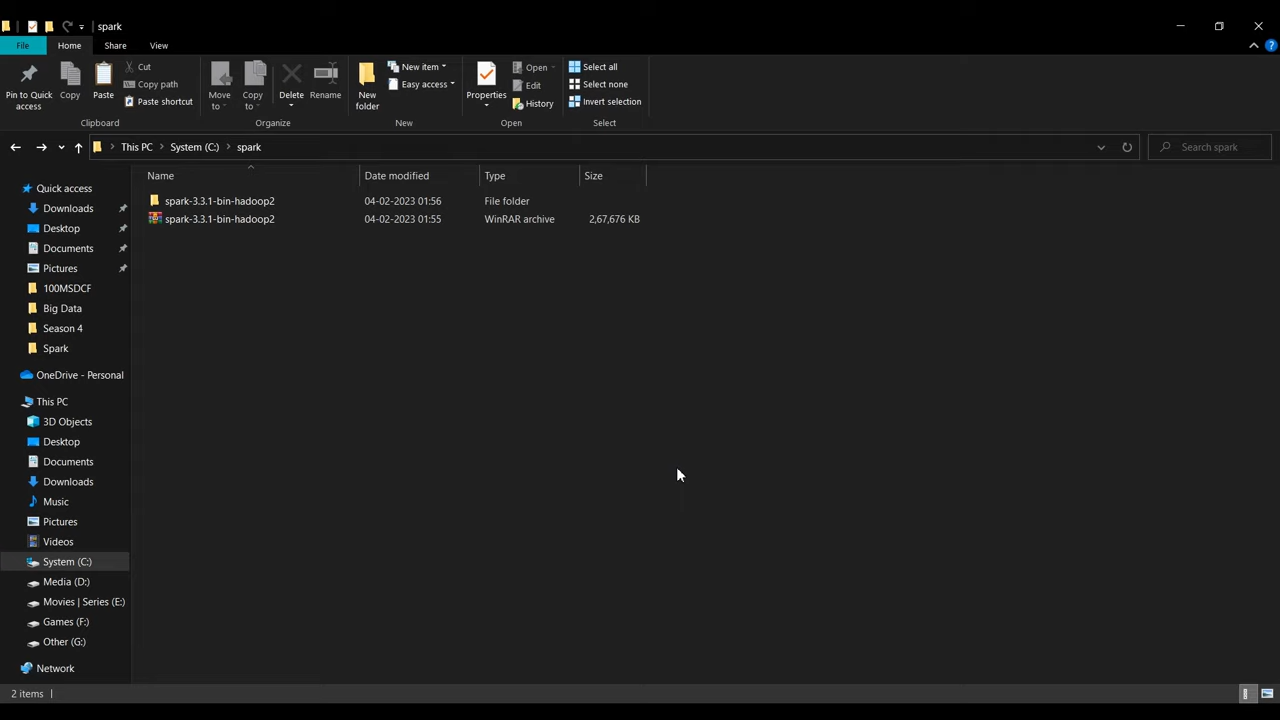 spark
File Home Share View
Pin to Quick access
Copy
Paste
Cut
Copy path
Paste shortcut
Clipboard
Move to
Copy to
Delete
Rename
Organize
New folder
New item
Easy access
New
Properties
Open
Edit
History
Open
Select all
Select none
Invert selection
Select
This PC System (C:) spark
Search spark
Name Date modified Type Size
spark-3.3.1-bin-hadoop2 04-02-2023 01:56 File folder
spark-3.3.1-bin-hadoop2 04-02-2023 01:55 WinRAR archive 2,67,676 KB
Quick access
Downloads
Desktop
Documents
Pictures
100MSDCF
Big Data
Season 4
Spark
OneDrive - Personal
This PC
3D Objects
Desktop
Documents
Downloads
Music
Pictures
Videos
System (C:)
Media (D:)
Movies | Series (E:)
Games (F:)
Other (G:)
Network
2 items